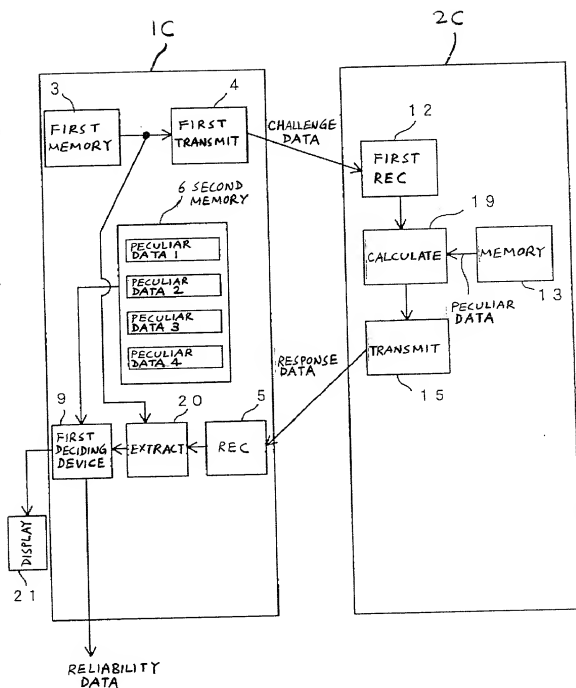 1C
2C
3
4
FIRST
MEMORY
FIRST
TRANSMIT
CHALLENGE
DATA
12
FIRST
REC
6 SECOND
MEMORY
PECULIAR
DATA 1
PECULIAR
DATA 2
PECULIAR
DATA 3
PECULIAR
DATA 4
19
CALCULATE
MEMORY
13
PECULIAR
DATA
TRANSMIT
15
RESPONSE
DATA
9
20
5
FIRST
DECIDING
DEVICE
EXTRACT
REC
DISPLAY
21
RELIABILITY
DATA